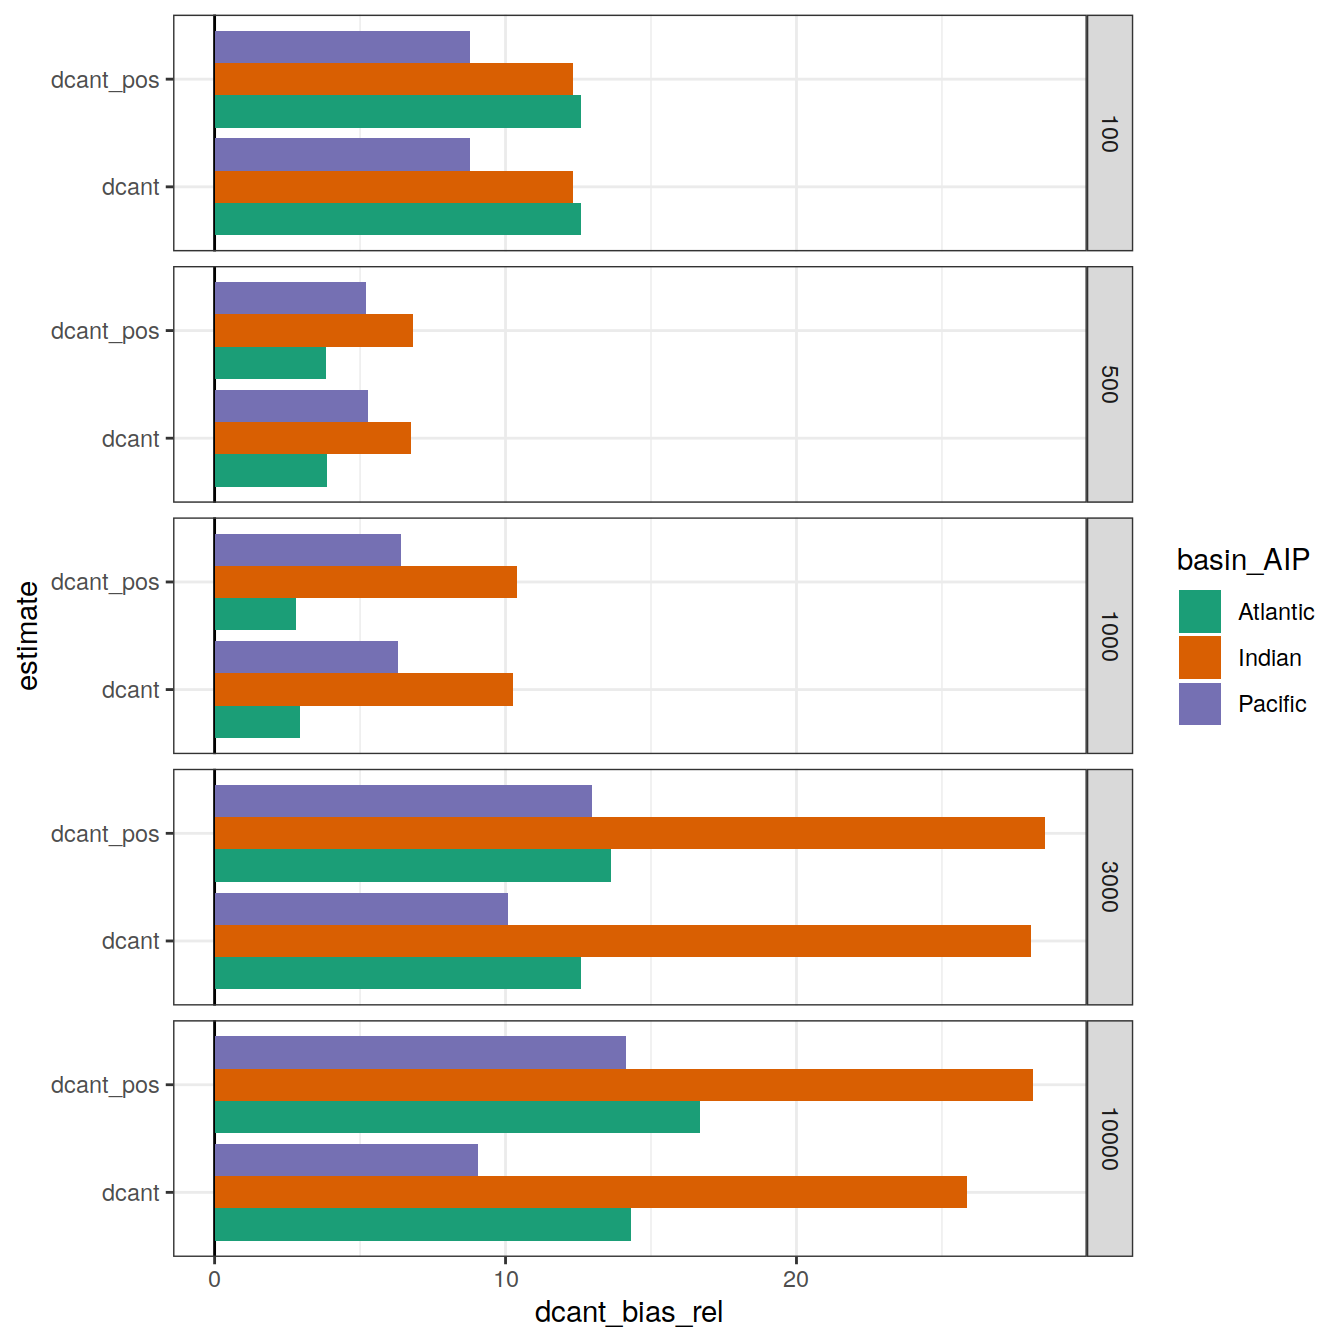 dcant_pos
dcant
100
dcant_pos
dcant
500
dcant_pos
dcant
1000
dcant_pos
dcant
3000
dcant_pos
dcant
10000
estimate
0
10
20
dcant_bias_rel
basin_AIP
Atlantic
Indian
Pacific